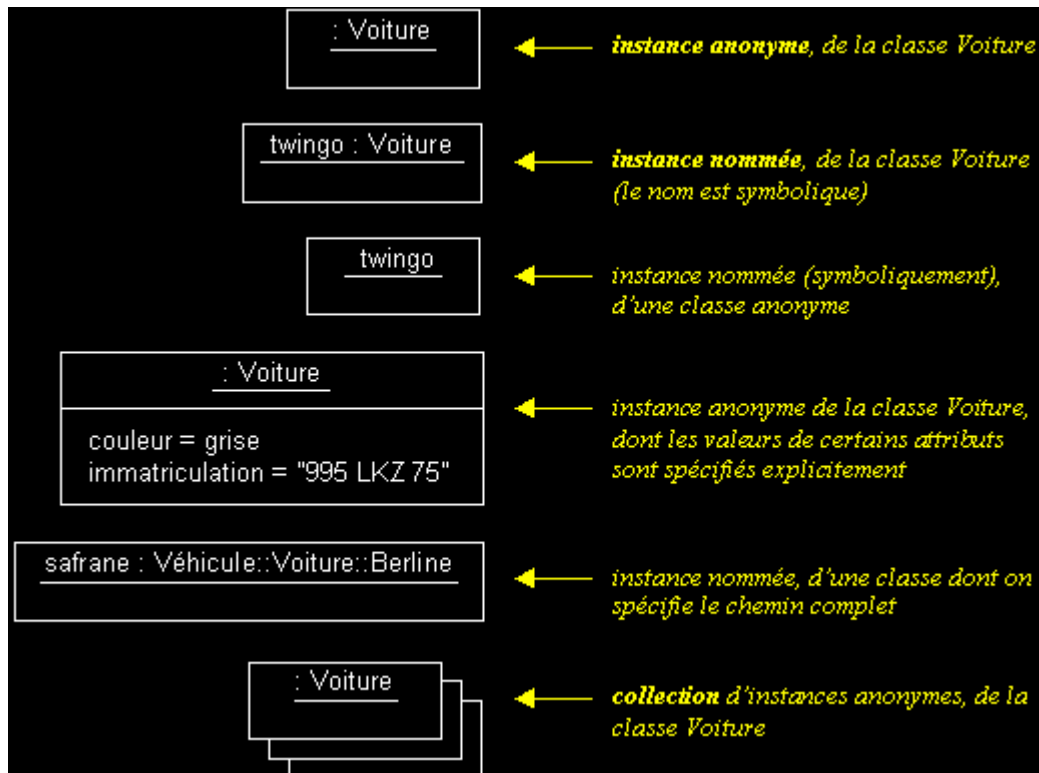 : Voiture
instance anonyme, de la classe Voiture
twingo : Voiture
instance nommée, de la classe Voiture
(le nom est symbolique)
twingo
instance nommée (symboliquement),
d'une classe anonyme
: Voiture
couleur = grise
immatriculation = "995 LKZ 75"
instance anonyme de la classe Voiture,
dont les valeurs de certains attributs
sont spécifiés explicitement
safrane : Véhicule::Voiture::Berline
instance nommée, d'une classe dont on
spécifie le chemin complet
: Voiture
collection d'instances anonymes, de la
classe Voiture